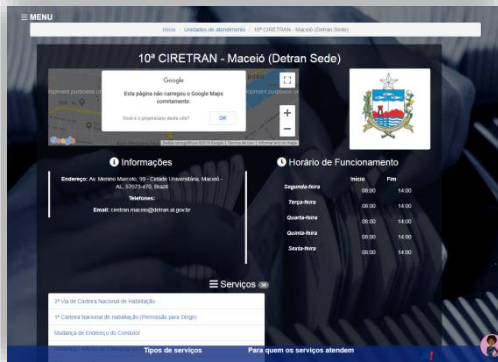 ≡ MENU
Início / Unidades de atendimento / 10ª CIRETRAN - Maceió (Detran Sede)
10ª CIRETRAN - Maceió (Detran Sede)
Google
Esta página não carregou o Google Maps
corretamente.
Você é o proprietário deste site? OK
+
−
Google
Informações
Endereço: Av. Menino Marcelo, 99 - Cidade Universitária, Maceió -
AL, 57073-470, Brazil
Telefones:
Email: ciretran.maceio@detran.al.gov.br
Horário de Funcionamento
Início Fim
Segunda-feira 08:00 14:00
Terça-feira 08:00 14:00
Quarta-feira 08:00 14:00
Quinta-feira 08:00 14:00
Sexta-feira 08:00 14:00
Serviços
2ª Via de Carteira Nacional de Habilitação
1ª Carteira Nacional de Habilitação (Permissão para Dirigir)
Mudança de Endereço do Condutor
Tipos de serviços Para quem os serviços atendem